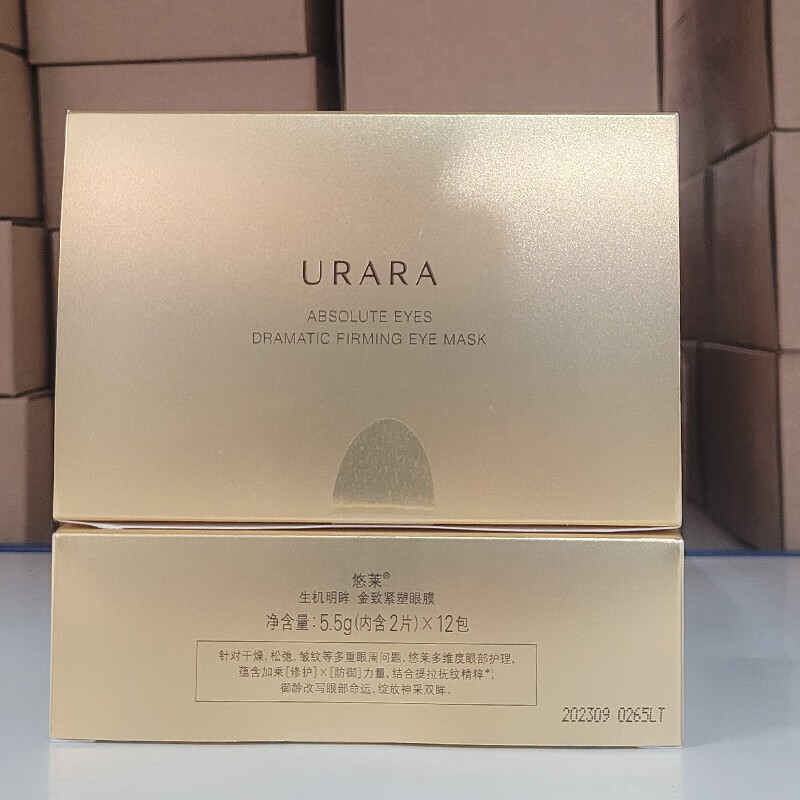 URARA
ABSOLUTE EYES
DRAMATIC FIRMING EYE MASK
悠莱®
生机明眸 金致紧塑眼膜
净含量:5.5g(内含2片)×12包
针对干燥,松弛,皱纹等多重眼周问题,悠莱多维度眼部护理,
蕴含加乘[修护]×[防御]力量,结合提拉抚纹精粹*¦
御龄改写眼部命运,绽放神采双眸。
202309 0265LT